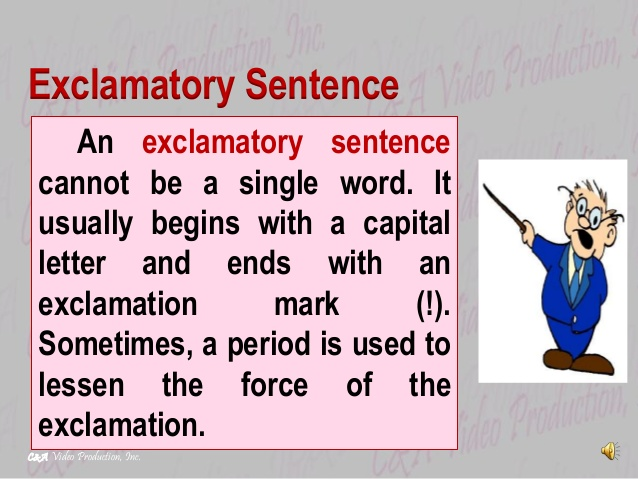 Exclamatory Sentence
An exclamatory sentence
cannot be a single word. It
usually begins with a capital
letter and ends with an
exclamation mark (!).
Sometimes, a period is used to
lessen the force of the
exclamation.
C&A Video Production, Inc.